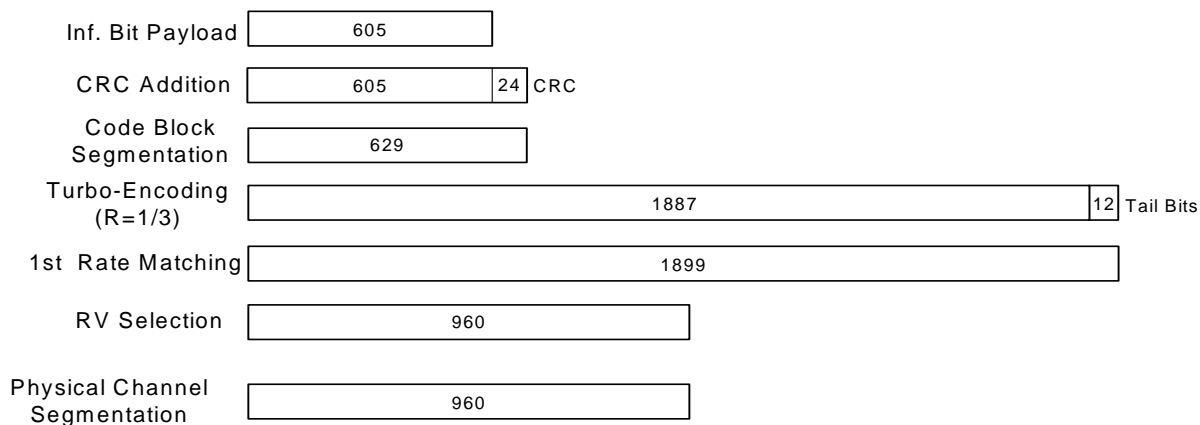 Inf. Bit Payload 605
CRC Addition 605 24 CRC
Code Block
Segmentation 629
Turbo-Encoding
(R=1/3) 1887 12 Tail Bits
1st Rate Matching 1899
RV Selection 960
Physical Channel
Segmentation 960